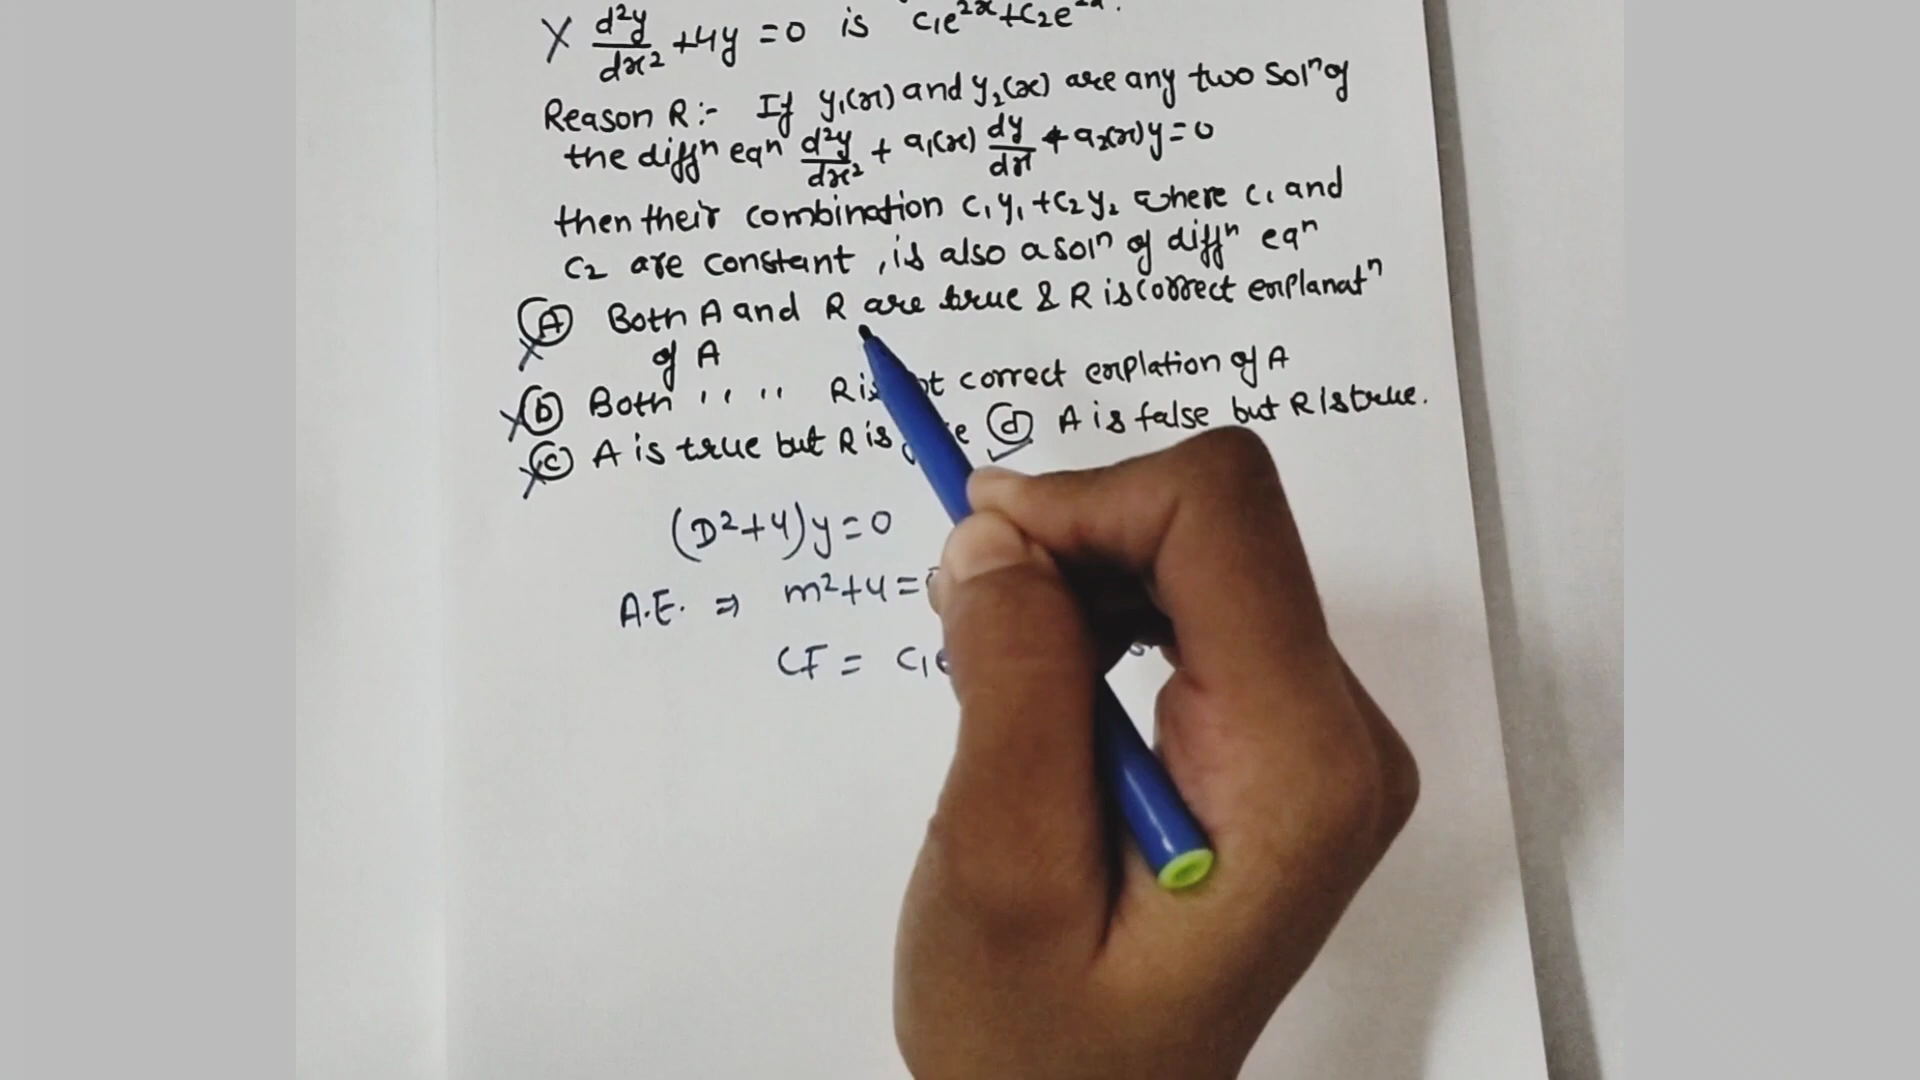 X d²y/dx² + 4y = 0 is c₁e²ˣ + c₂e
Reason R:- If y₁(x) and y₂(x) are any two solⁿ of
the diffⁿ eqⁿ d²y/dx² + a₁(x) dy/dx + a₂(x)y = 0
then their combination c₁y₁ + c₂y₂ where c₁ and
c₂ are constant, is also a solⁿ of diffⁿ eqⁿ
(A) Both A and R are true & R is correct explanatⁿ
of A
(b) Both " " R is correct explation of A
(c) A is true but R is (d) A is false but R is true.
(D²+4)y=0
A.E. ⇒ m²+4=
CF = c₁